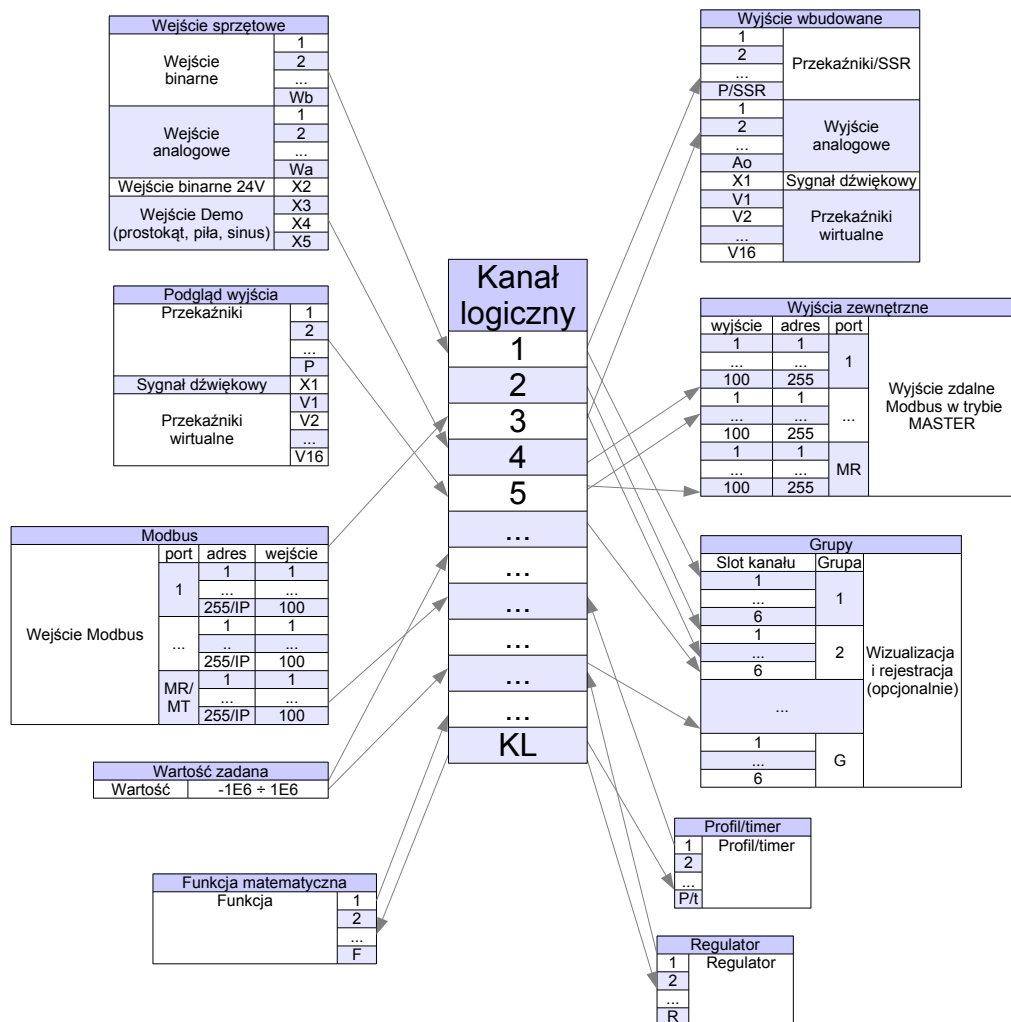 Wejście sprzętowe
Wejście binarne
1
2
...
Wb
Wejście analogowe
1
2
...
Wa
Wejście binarne 24V X2
Wejście Demo (prostokąt, piła, sinus)
X3
X4
X5
Podgląd wyjścia
Przekaźniki
1
2
...
P
Sygnał dźwiękowy X1
Przekaźniki wirtualne
V1
V2
...
V16
Modbus
Wejście Modbus
port adres wejście
1
1 1
... ...
255/IP 100
...
1 1
.. ...
255/IP 100
MR/MT
1 1
... ...
255/IP 100
Wartość zadana
Wartość -1E6 ÷ 1E6
Funkcja matematyczna
Funkcja
1
2
...
F
Kanał
logiczny
1
2
3
4
5
...
...
...
...
...
...
KL
Wyjście wbudowane
1
2
...
P/SSR
Przekaźniki/SSR
1
2
...
Ao
Wyjście analogowe
X1 Sygnał dźwiękowy
V1
V2
...
V16
Przekaźniki wirtualne
Wyjścia zewnętrzne
wyjście adres port
1 1
... ...
100 255
1
1 1
... ...
100 255
...
1 1
... ...
100 255
MR
Wyjście zdalne
Modbus w trybie
MASTER
Grupy
Slot kanału Grupa
1
...
6
1
1
...
6
2
...
1
...
6
G
Wizualizacja
i rejestracja
(opcjonalnie)
Profil/timer
1
2
...
P/t
Profil/timer
Regulator
1
2
...
R
Regulator